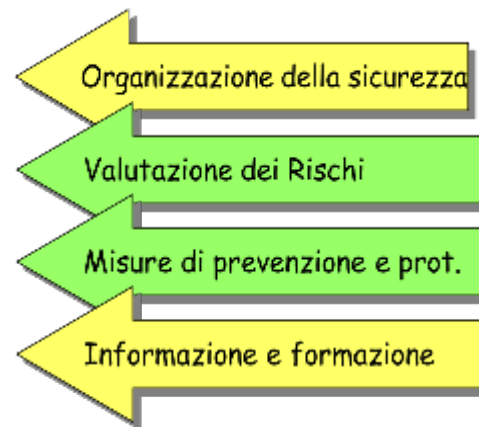 Organizzazione della sicurezza
Valutazione dei Rischi
Misure di prevenzione e prot.
Informazione e formazione